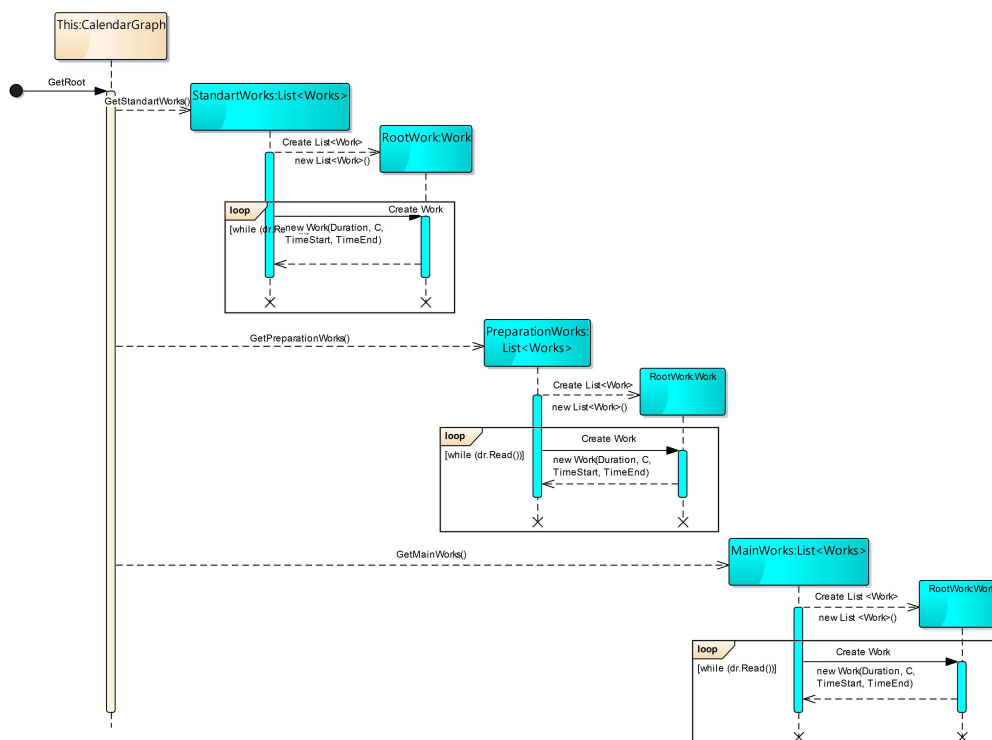 This:CalendarGraph
GetRoot
GetStandartWorks()
StandartWorks:List<Works>
Create List<Work>
new List<Work>()
RootWork:Work
loop
Create Work
new Work(Duration, C,
TimeStart, TimeEnd)
GetPreparationWorks()
PreparationWorks:
List<Works>
Create List<Work>
new List<Work>()
RootWork:Work
loop
[while (dr.Read())]
Create Work
new Work(Duration, C,
TimeStart, TimeEnd)
GetMainWorks()
MainWorks:List<Works>
Create List <Work>
new List <Work>()
RootWork:Work
loop
[while (dr.Read())]
Create Work
new Work(Duration, C,
TimeStart, TimeEnd)